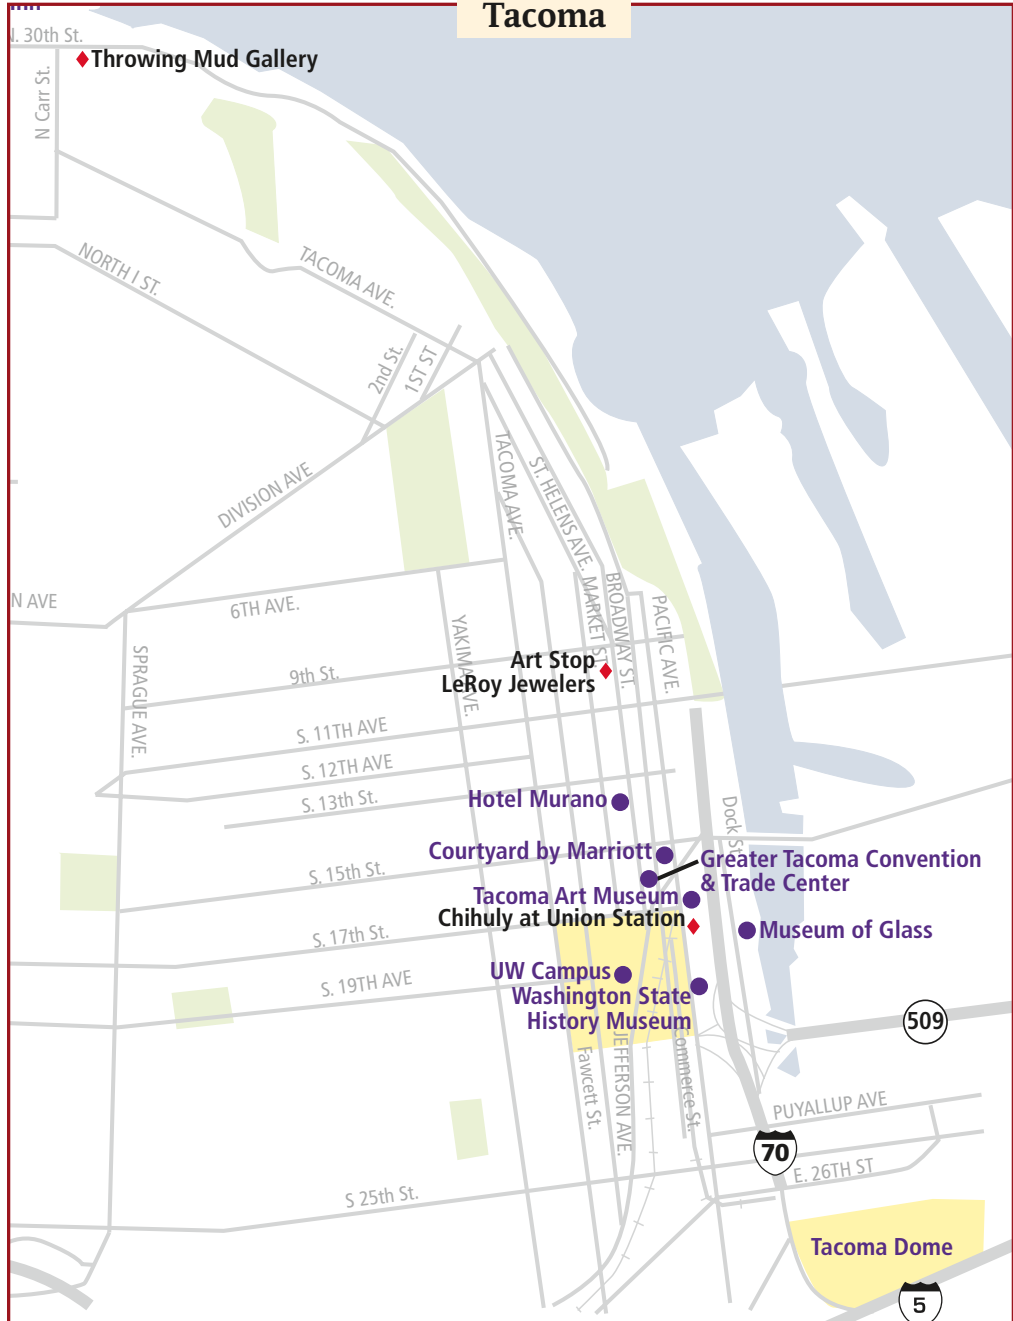 Tacoma
N. 30th St.
Throwing Mud Gallery
N Carr St.
NORTH I ST.
TACOMA AVE.
2nd St.
1ST ST
DIVISION AVE
TACOMA AVE.
ST. HELENS AVE.
MARKET ST.
BROADWAY ST.
PACIFIC AVE.
N AVE
6TH AVE.
SPRAGUE AVE.
YAKIMA AVE.
9th St.
Art Stop
LeRoy Jewelers
S. 11TH AVE
S. 12TH AVE
S. 13th St.
Hotel Murano
Dock St.
Courtyard by Marriott
Greater Tacoma Convention
& Trade Center
S. 15th St.
Tacoma Art Museum
Chihuly at Union Station
Museum of Glass
S. 17th St.
UW Campus
S. 19TH AVE
Washington State
History Museum
509
Fawcett St.
JEFFERSON AVE.
Commerce St.
PUYALLUP AVE
70
E. 26TH ST
S 25th St.
Tacoma Dome
5